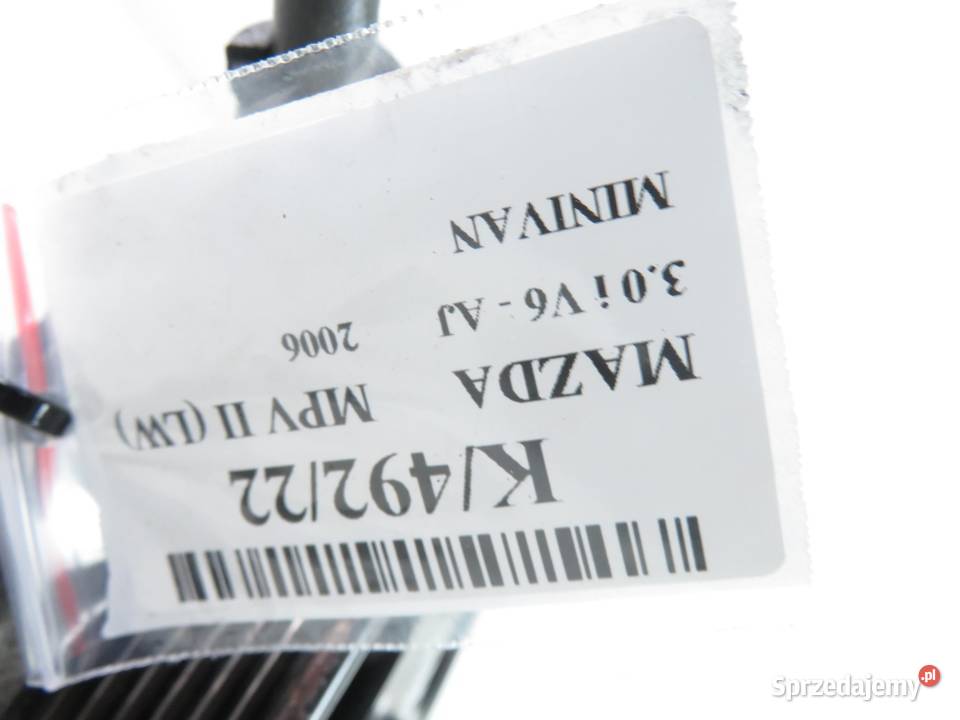 K/492/22
MAZDA MPV II (LW)
3.0 i V6 - AJ 2006
MINIVAN
Sprzedajemy.pl